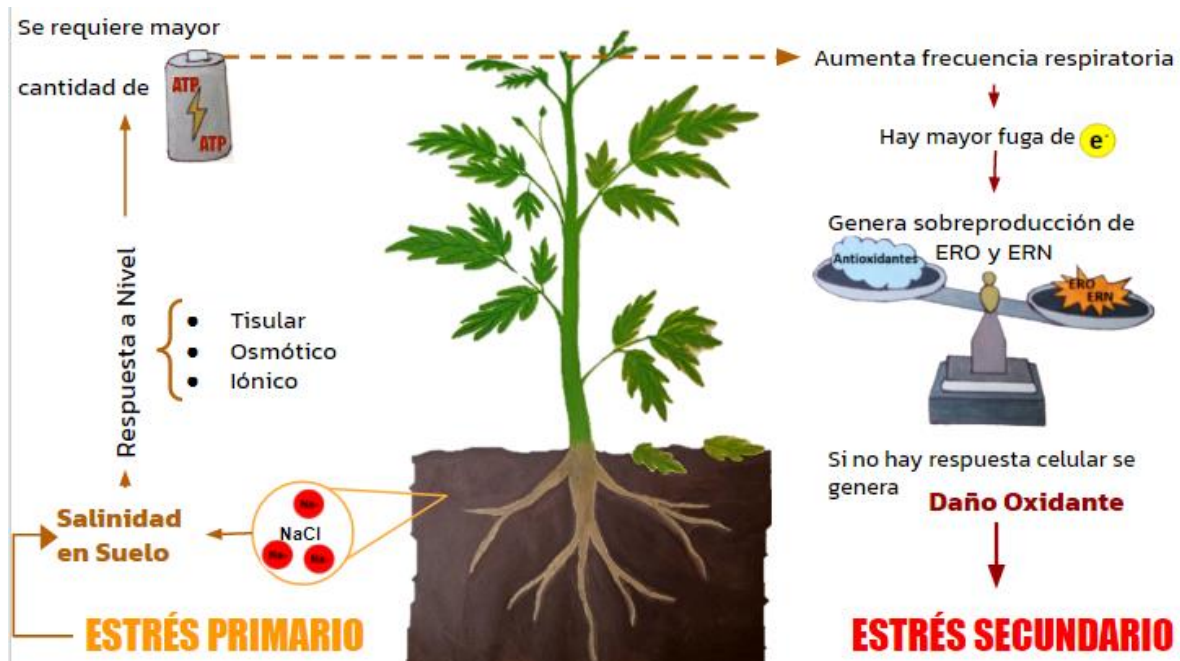 Se requiere mayor
cantidad de
ATP
ATP
Respuesta a Nivel
Tisular
Osmótico
Iónico
Salinidad
en Suelo
NaCl
ESTRÉS PRIMARIO
Aumenta frecuencia respiratoria
Hay mayor fuga de e-
Genera sobreproducción de
ERO y ERN
Antioxidantes
ERO
ERN
Si no hay respuesta celular se
genera
Daño Oxidante
ESTRÉS SECUNDARIO